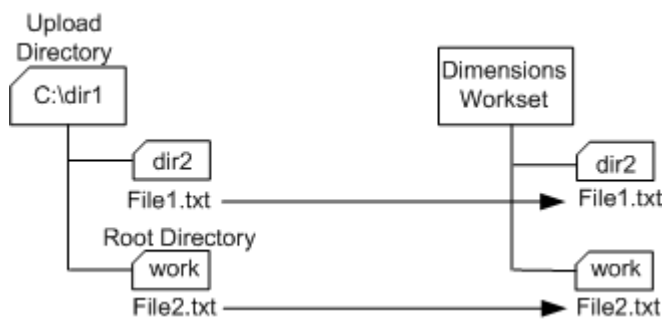 Upload
Directory
C:\dir1
Dimensions
Workset
dir2
File1.txt
dir2
File1.txt
Root Directory
work
File2.txt
work
File2.txt